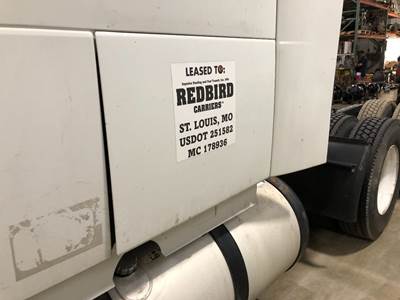 LEASED TO:
REDBIRD
CARRIERS
ST. LOUIS, MO
USDOT 251582
MC 178936